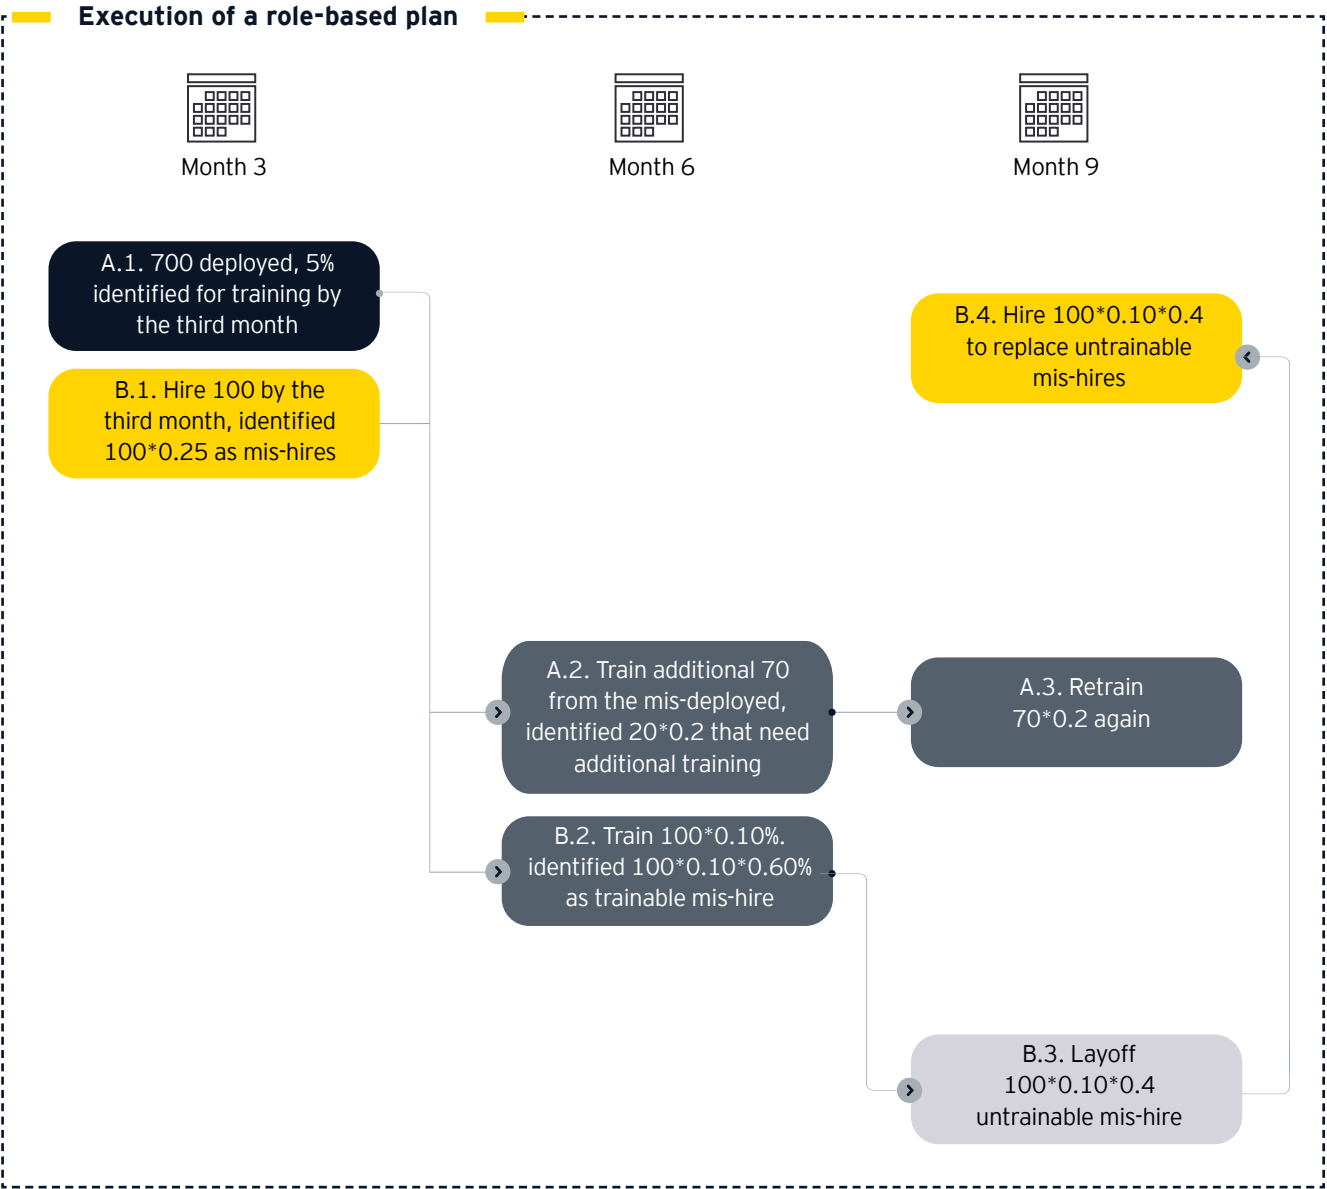 Execution of a role-based plan
Month 3
Month 6
Month 9
A.1. 700 deployed, 5%
identified for training by
the third month
B.1. Hire 100 by the
third month, identified
100*0.25 as mis-hires
B.4. Hire 100*0.10*0.4
to replace untrainable
mis-hires
A.2. Train additional 70
from the mis-deployed,
identified 20*0.2 that need
additional training
A.3. Retrain
70*0.2 again
B.2. Train 100*0.10%.
identified 100*0.10*0.60%
as trainable mis-hire
B.3. Layoff
100*0.10*0.4
untrainable mis-hire